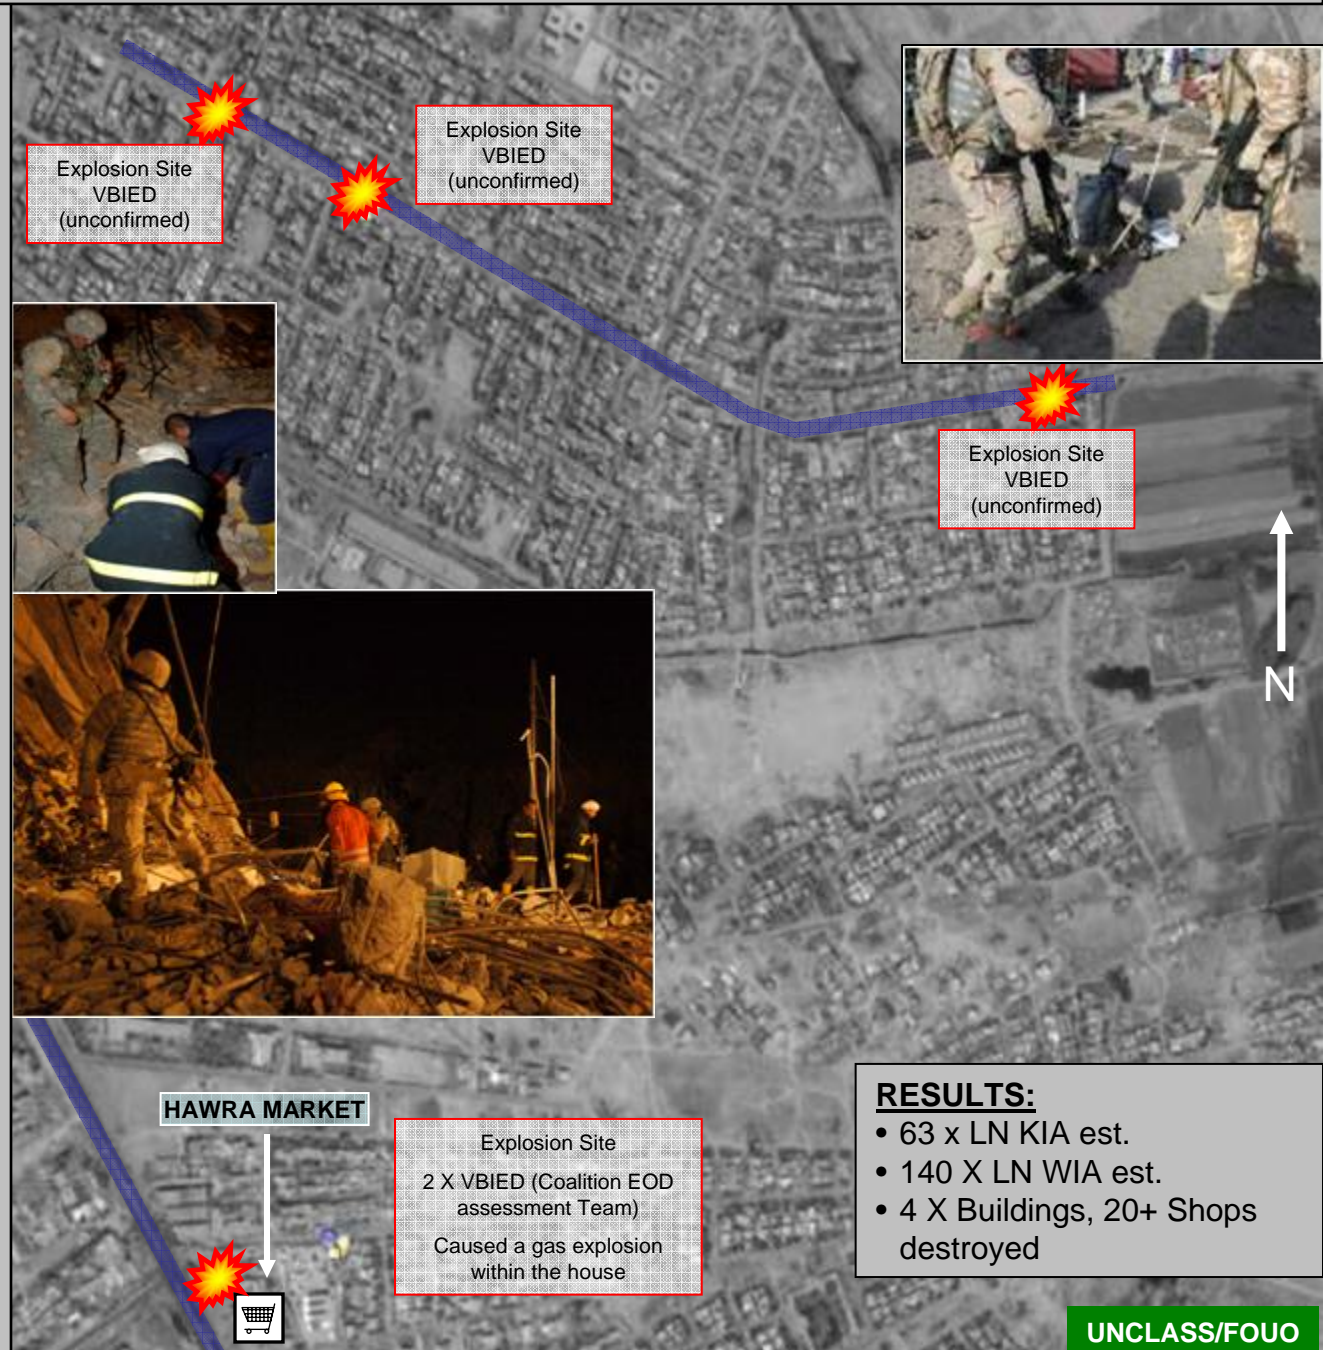 Explosion Site
VBIED
(unconfirmed)
Explosion Site
VBIED
(unconfirmed)
Explosion Site
VBIED
(unconfirmed)
N
HAWRA MARKET
Explosion Site
2 X VBIED (Coalition EOD
assessment Team)
Caused a gas explosion
within the house
RESULTS:
• 63 x LN KIA est.
• 140 X LN WIA est.
• 4 X Buildings, 20+ Shops
destroyed
UNCLASS/FOUO